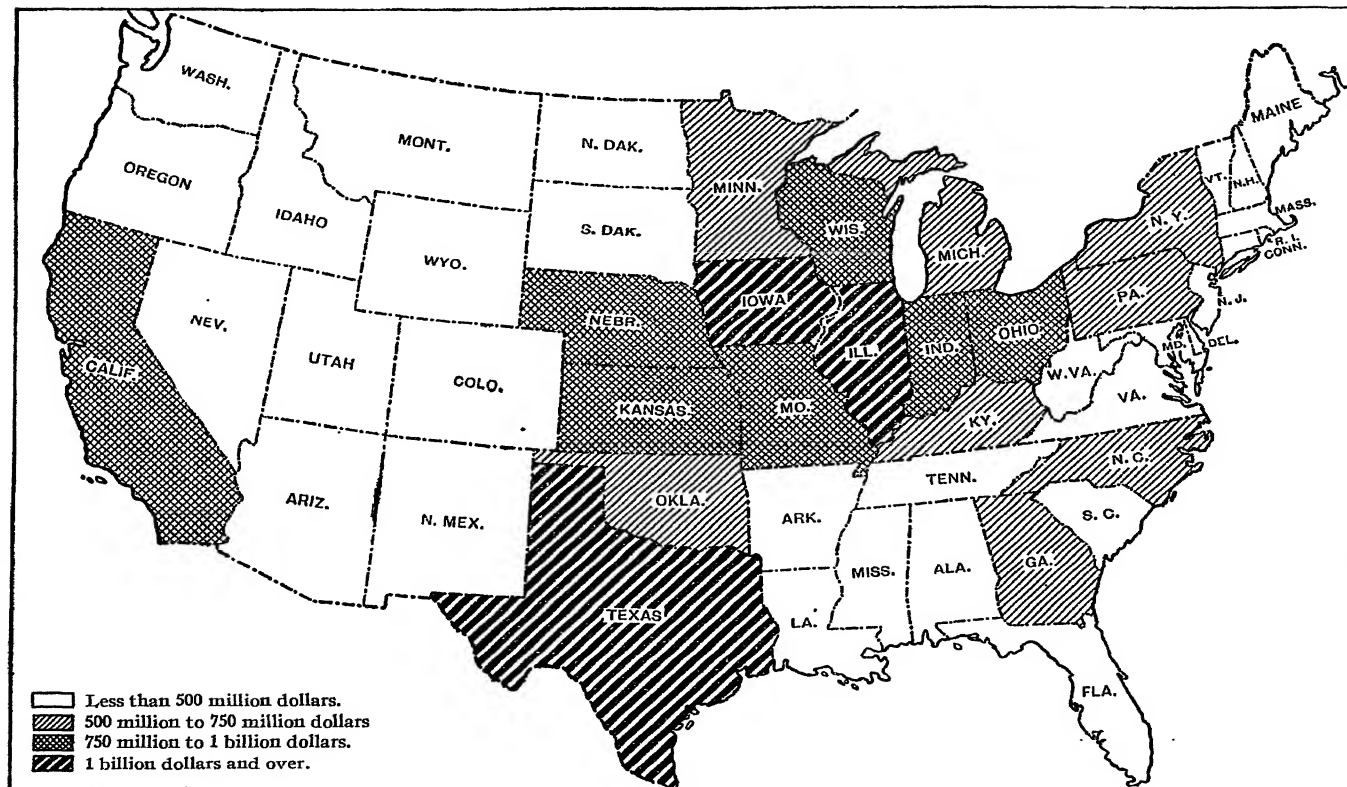 WASH.
MONT.
N. DAK.
MINN.
MAINE
OREGON
IDAHO
S. DAK.
WIS.
VT.
N.H.
N.Y.
MASS.
R. I.
CONN.
WYO.
MICH.
IOWA
PA.
N.J.
NEV.
NEBR.
UTAH
COLO.
ILL.
IND.
OHIO
MD.
DEL.
W.VA.
VA.
CALIF.
KANSAS.
MO.
KY.
N.C.
TENN.
ARIZ.
N. MEX.
OKLA.
ARK.
S. C.
MISS.
ALA.
GA.
TEXAS
LA.
FLA.
Less than 500 million dollars.
500 million to 750 million dollars
750 million to 1 billion dollars.
1 billion dollars and over.